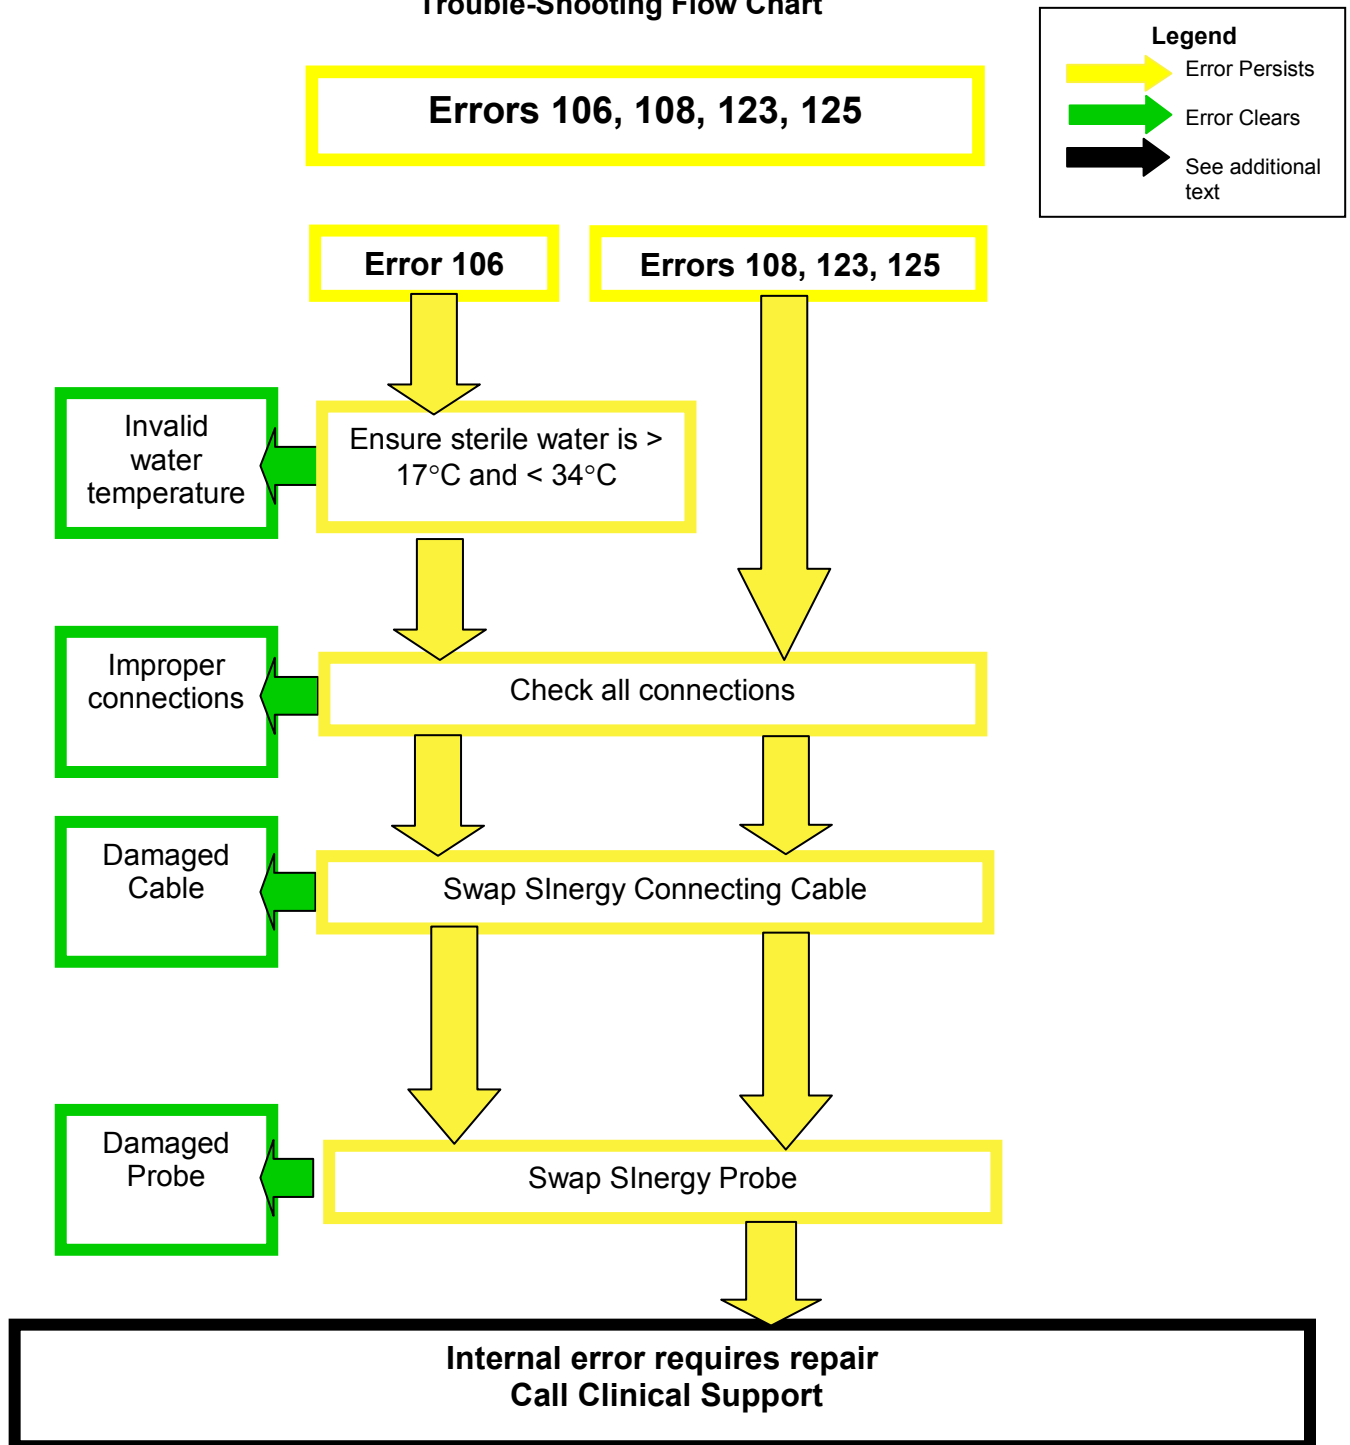 Trouble-Shooting Flow Chart
Legend
Error Persists
Error Clears
See additional
text
Errors 106, 108, 123, 125
Error 106
Errors 108, 123, 125
Invalid
water
temperature
Ensure sterile water is >
17°C and < 34°C
Improper
connections
Check all connections
Damaged
Cable
Swap SInergy Connecting Cable
Damaged
Probe
Swap SInergy Probe
Internal error requires repair
Call Clinical Support